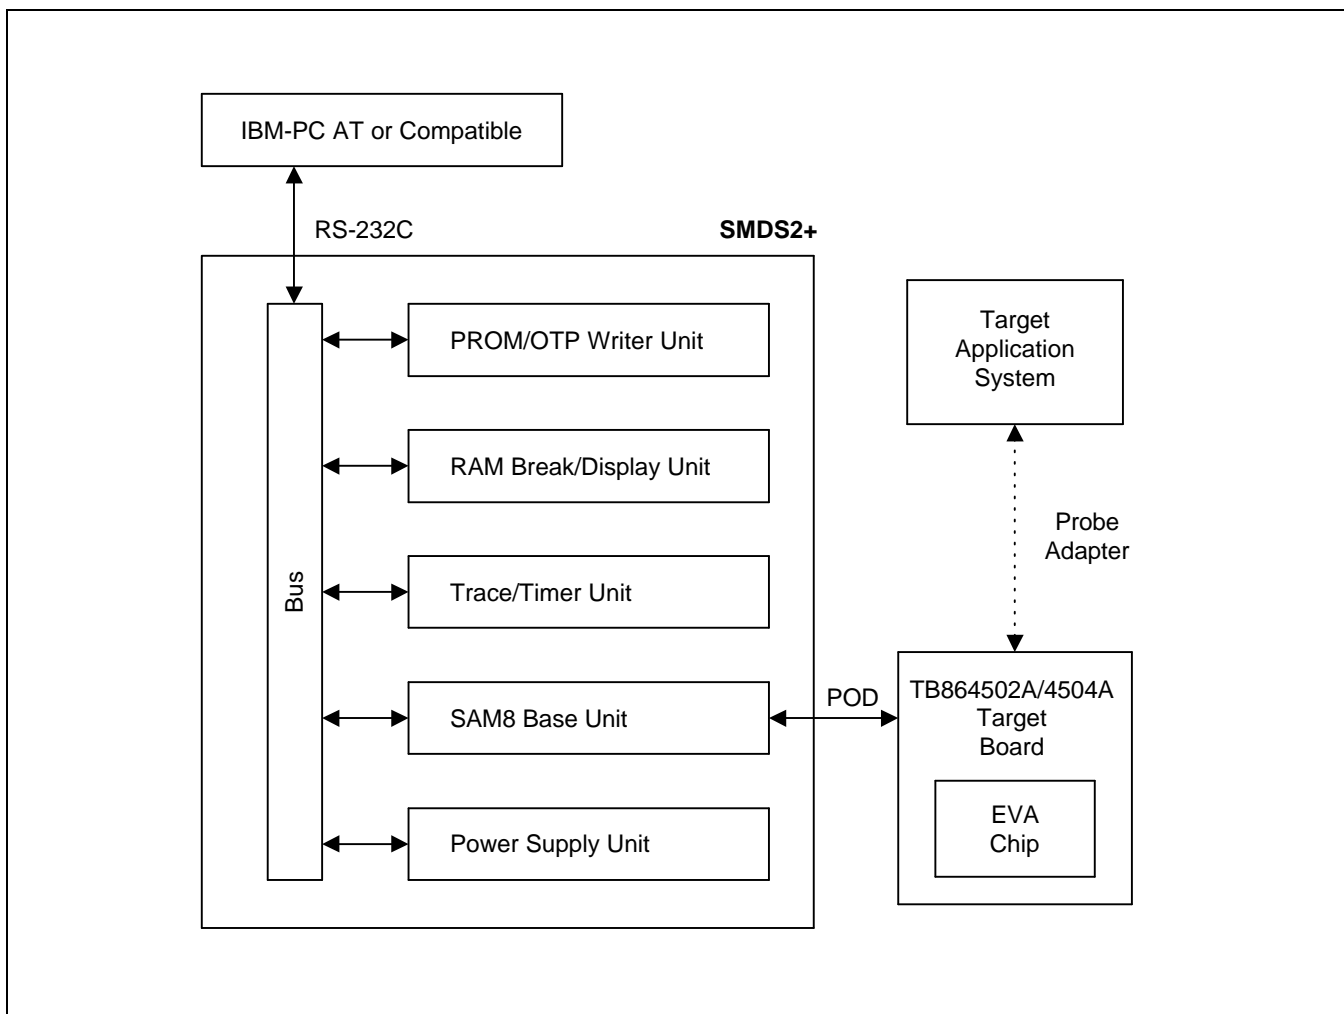 IBM-PC AT or Compatible
RS-232C
SMDS2+
Bus
PROM/OTP Writer Unit
RAM Break/Display Unit
Trace/Timer Unit
SAM8 Base Unit
Power Supply Unit
POD
Target
Application
System
Probe
Adapter
TB864502A/4504A
Target
Board
EVA
Chip